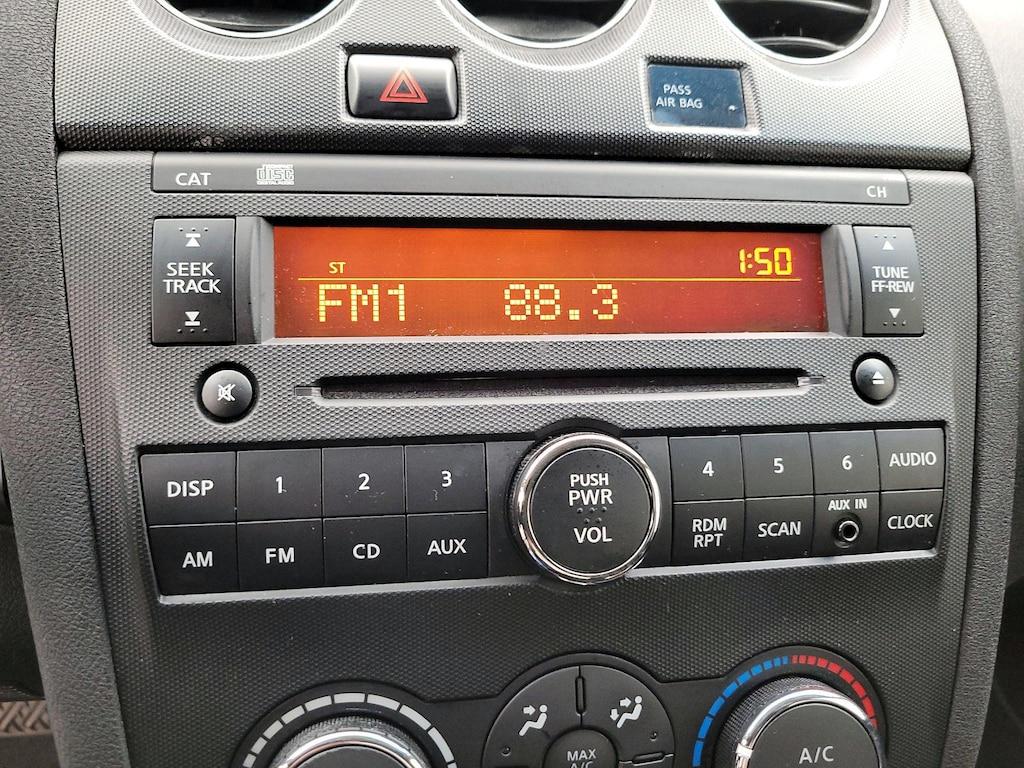 PASS
AIR BAG
CAT
disc
CH
SEEK
TRACK
ST
1:50
FM1 88.3
TUNE
FF-REW
DISP
1
2
3
PUSH
PWR
VOL
4
5
6
AUDIO
AM
FM
CD
AUX
RDM
RPT
SCAN
AUX IN
CLOCK
MAX
A/C
A/C